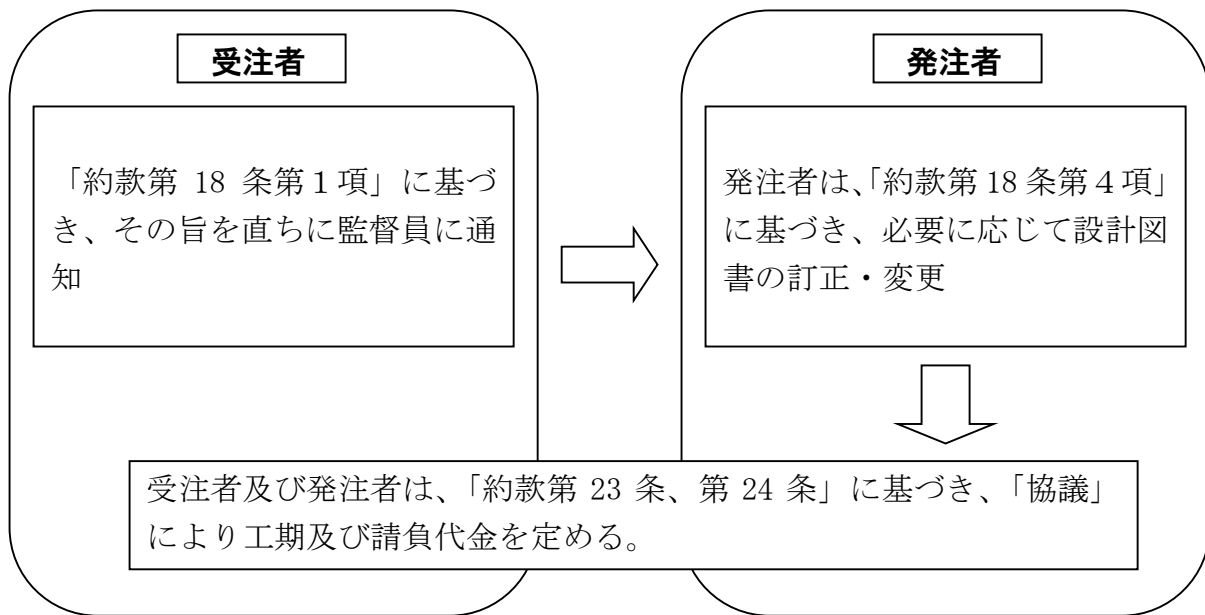 受注者
「約款第 18 条第１項」に基づ
き、その旨を直ちに監督員に通
知
発注者
発注者は、「約款第 18 条第４項」
に基づき、必要に応じて設計図
書の訂正・変更
受注者及び発注者は、「約款第 23 条、第 24 条」に基づき、「協議」
により工期及び請負代金を定める。